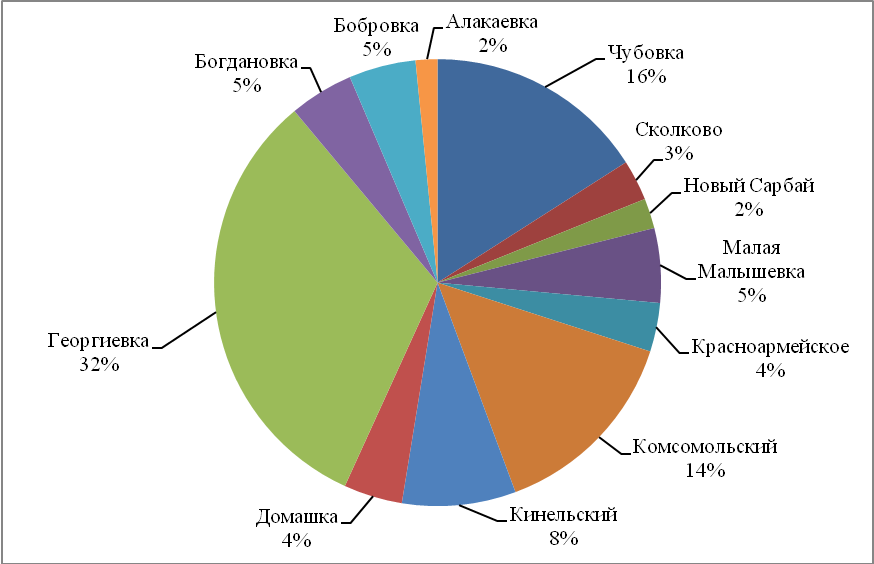 Алакаевка
2%
Чубовка
16%
Сколково
3%
Новый Сарбай
2%
Малая
Малышевка
5%
Красноармейское
4%
Комсомольский
14%
Кинельский
8%
Домашка
4%
Георгиевка
32%
Богдановка
5%
Бобровка
5%